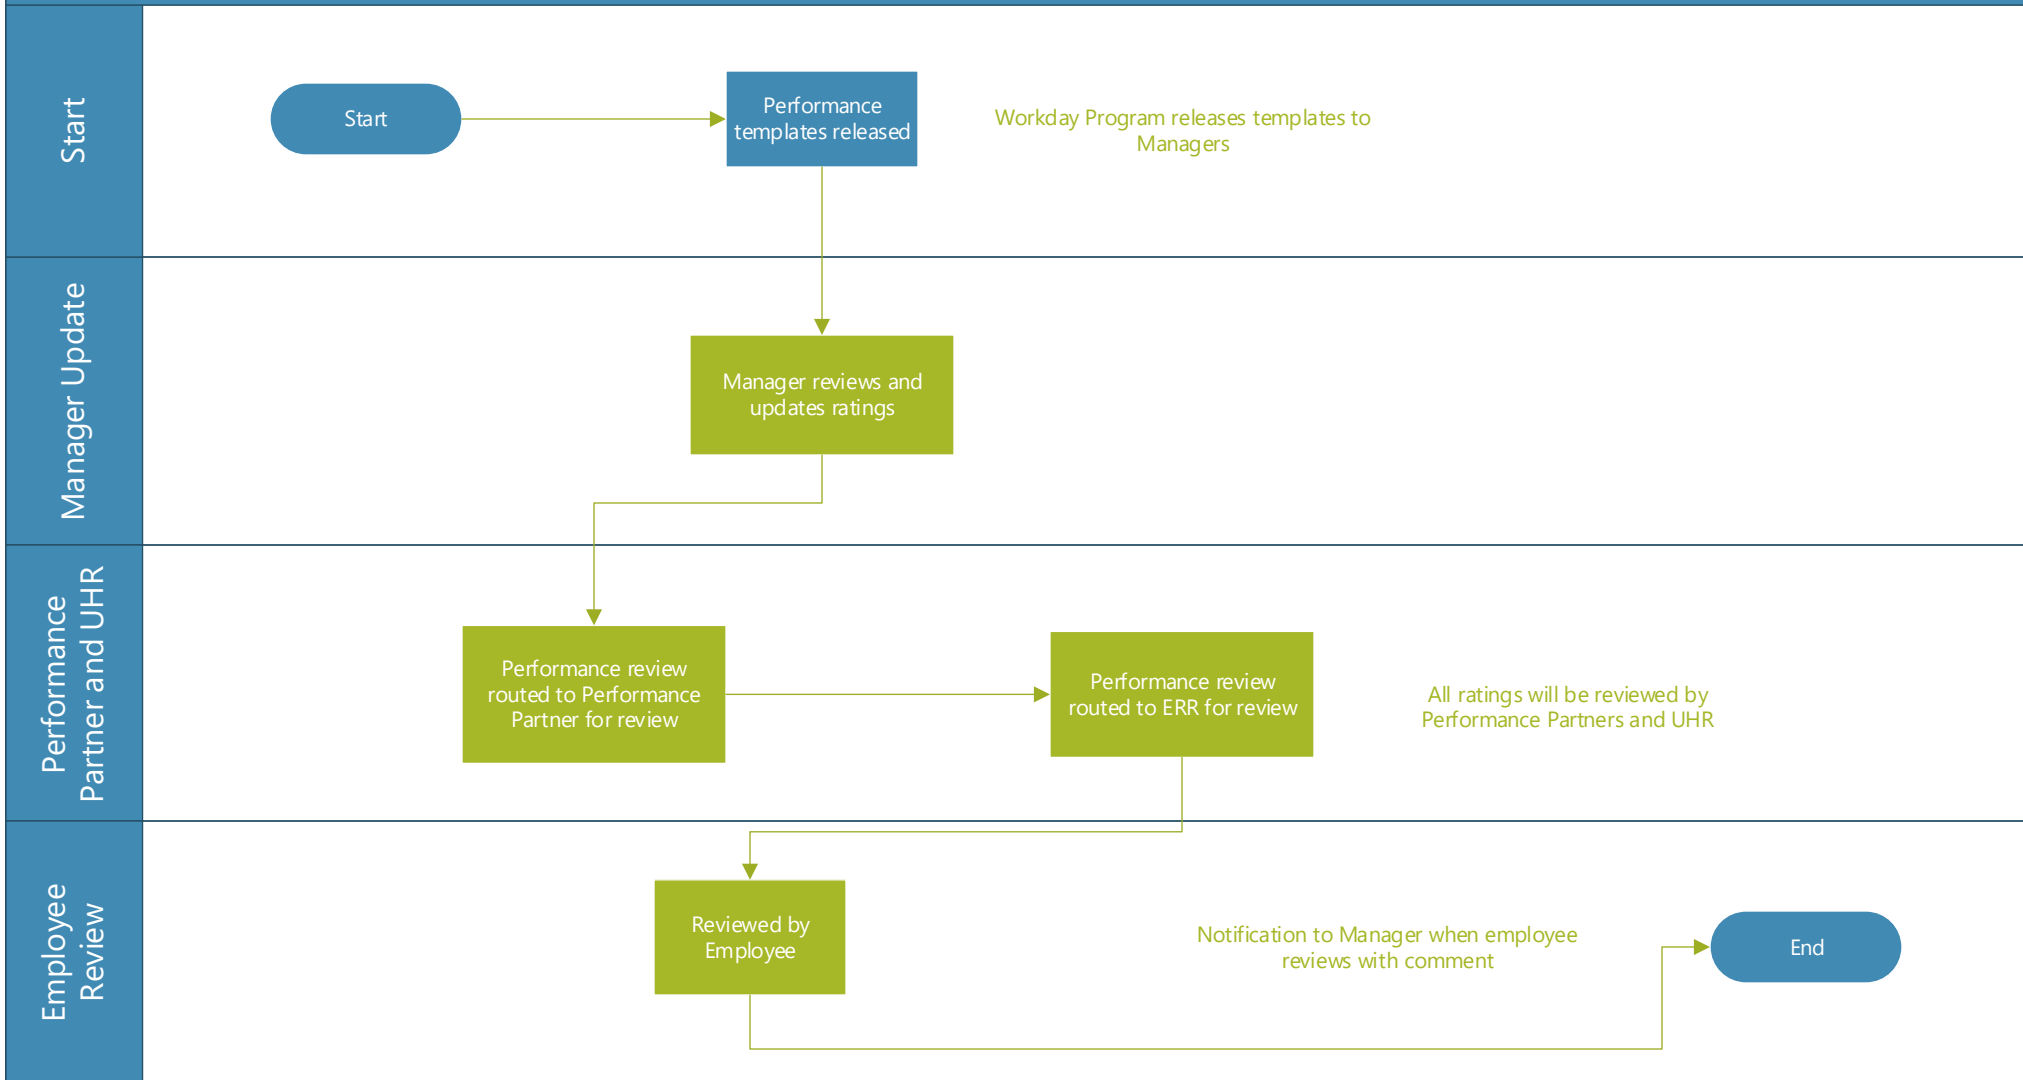 Start
Start
Performance
templates released
Workday Program releases templates to
Managers
Manager Update
Manager reviews and
updates ratings
Performance
Partner and UHR
Performance review
routed to Performance
Partner for review
Performance review
routed to ERR for review
All ratings will be reviewed by
Performance Partners and UHR
Employee
Review
Reviewed by
Employee
Notification to Manager when employee
reviews with comment
End